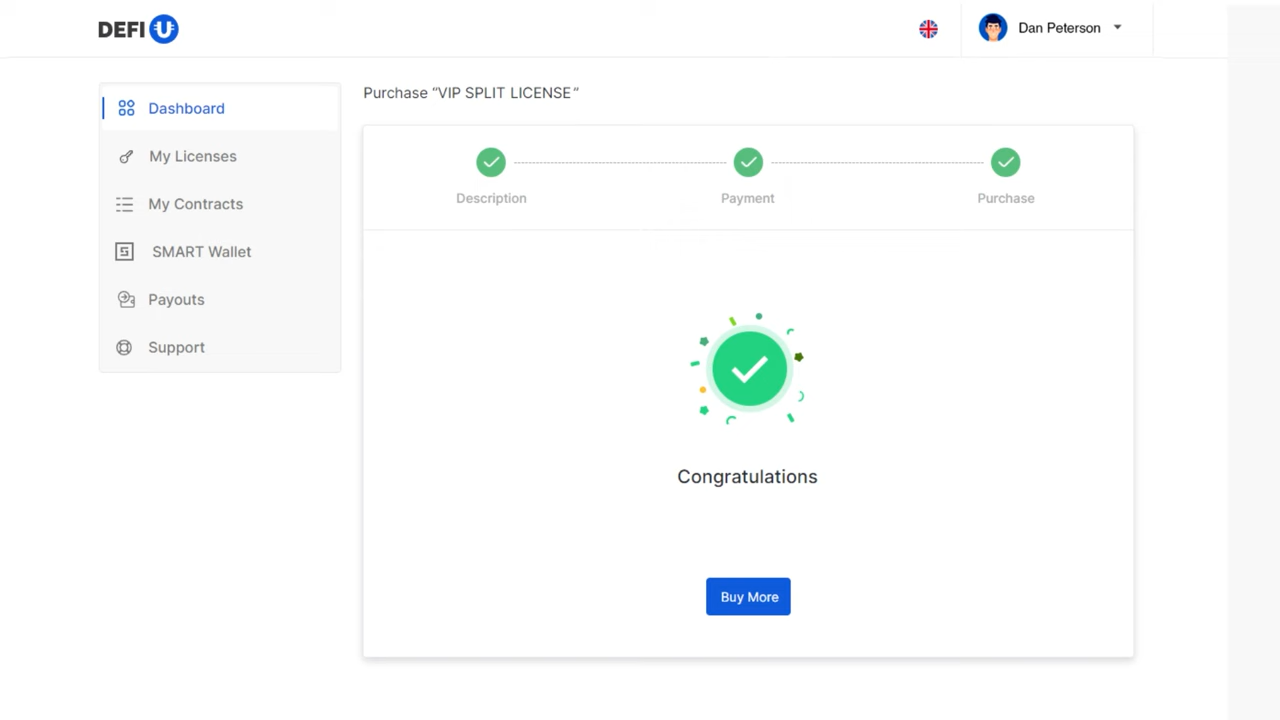 DEFI U
Dan Peterson
Dashboard
My Licenses
My Contracts
SMART Wallet
Payouts
Support
Purchase “VIP SPLIT LICENSE“
Description
Payment
Purchase
Congratulations
Buy More